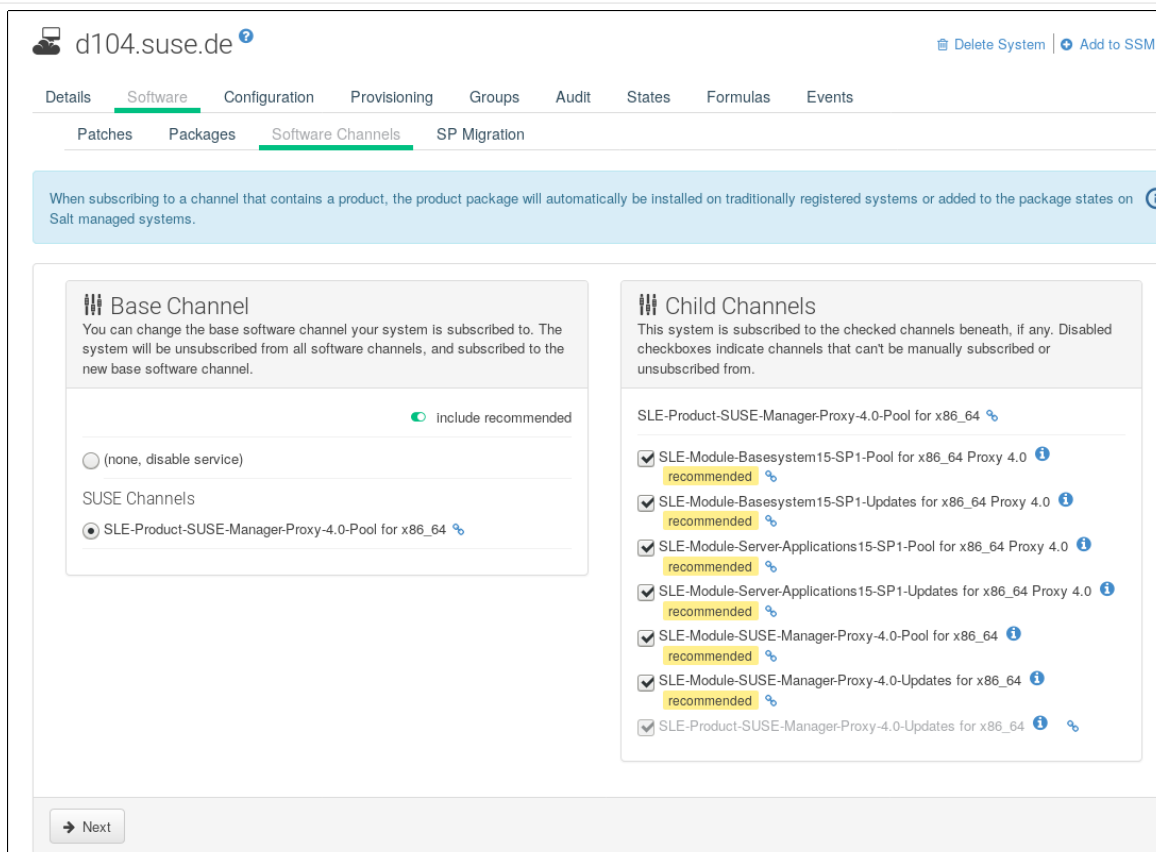 d104.suse.de
Delete System | Add to SSM
Details Software Configuration Provisioning Groups Audit States Formulas Events
Patches Packages Software Channels SP Migration
When subscribing to a channel that contains a product, the product package will automatically be installed on traditionally registered systems or added to the package states on
Salt managed systems.
Base Channel
You can change the base software channel your system is subscribed to. The
system will be unsubscribed from all software channels, and subscribed to the
new base software channel.
include recommended
(none, disable service)
SUSE Channels
SLE-Product-SUSE-Manager-Proxy-4.0-Pool for x86_64
Child Channels
This system is subscribed to the checked channels beneath, if any. Disabled
checkboxes indicate channels that can't be manually subscribed or
unsubscribed from.
SLE-Product-SUSE-Manager-Proxy-4.0-Pool for x86_64
SLE-Module-Basesystem15-SP1-Pool for x86_64 Proxy 4.0
recommended
SLE-Module-Basesystem15-SP1-Updates for x86_64 Proxy 4.0
recommended
SLE-Module-Server-Applications15-SP1-Pool for x86_64 Proxy 4.0
recommended
SLE-Module-Server-Applications15-SP1-Updates for x86_64 Proxy 4.0
recommended
SLE-Module-SUSE-Manager-Proxy-4.0-Pool for x86_64
recommended
SLE-Module-SUSE-Manager-Proxy-4.0-Updates for x86_64
recommended
SLE-Product-SUSE-Manager-Proxy-4.0-Updates for x86_64
Next